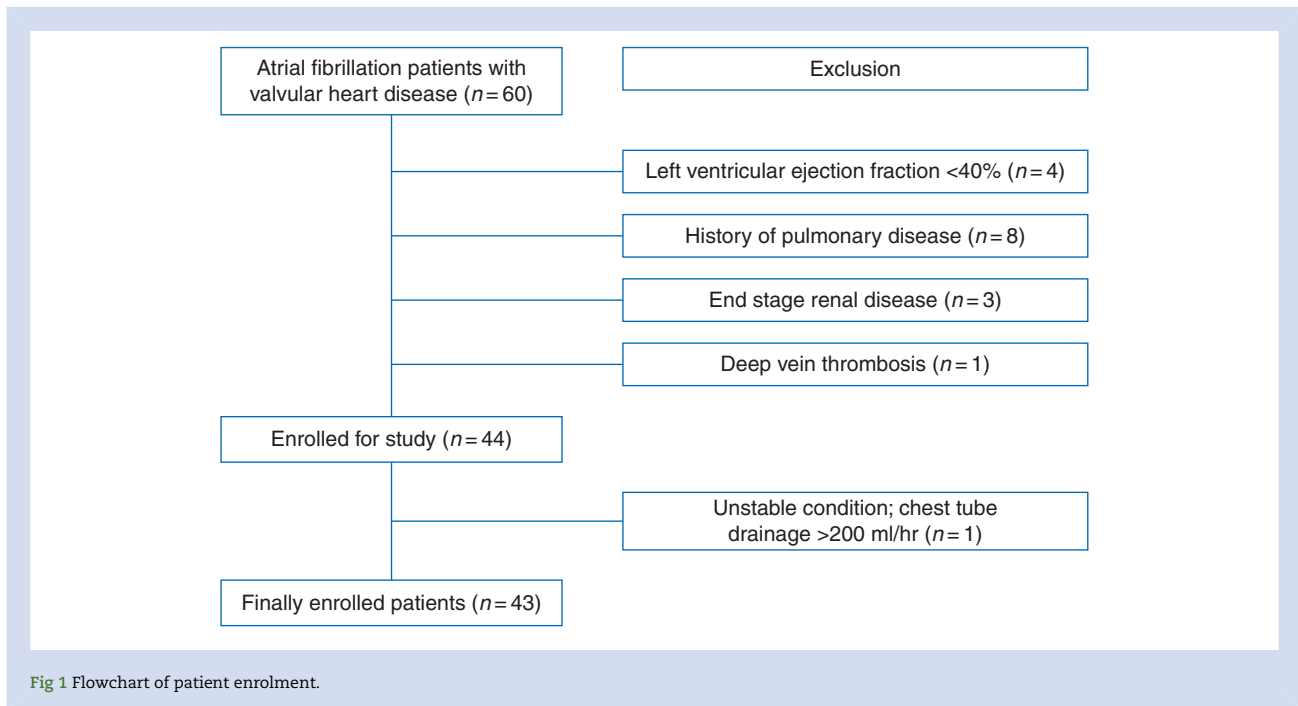 Atrial fibrillation patients with
valvular heart disease (n = 60)
Exclusion
Left ventricular ejection fraction <40% (n = 4)
History of pulmonary disease (n = 8)
End stage renal disease (n = 3)
Deep vein thrombosis (n = 1)
Enrolled for study (n = 44)
Unstable condition; chest tube
drainage >200 ml/hr (n = 1)
Finally enrolled patients (n = 43)
Fig 1 Flowchart of patient enrolment.